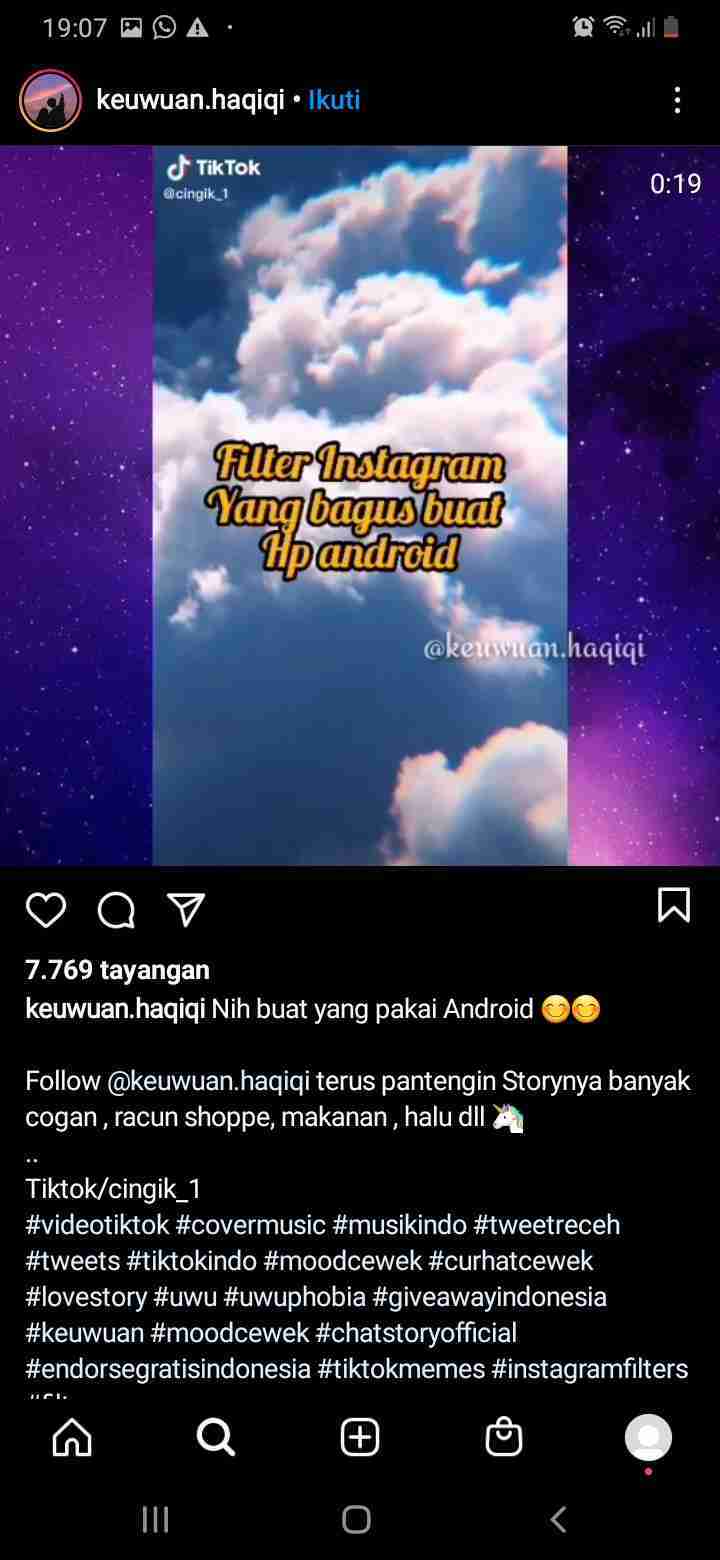 19:07
keuwuan.haqiqi • Ikuti
TikTok
@cingik_1
0:19
Filter Instagram
Yang bagus buat
Hp android
@keuwuan.haqiqi
7.769 tayangan
keuwuan.haqiqi Nih buat yang pakai Android 😊😊
Follow @keuwuan.haqiqi terus pantengin Storynya banyak
cogan , racun shoppe, makanan , halu dll 🦄
..
Tiktok/cingik_1
#videotiktok #covermusic #musikindo #tweetreceh
#tweets #tiktokindo #moodcewek #curhatcewek
#lovestory #uwu #uwuphobia #giveawayindonesia
#keuwuan #moodcewek #chatstoryofficial
#endorsegratisindonesia #tiktokmemes #instagramfilters